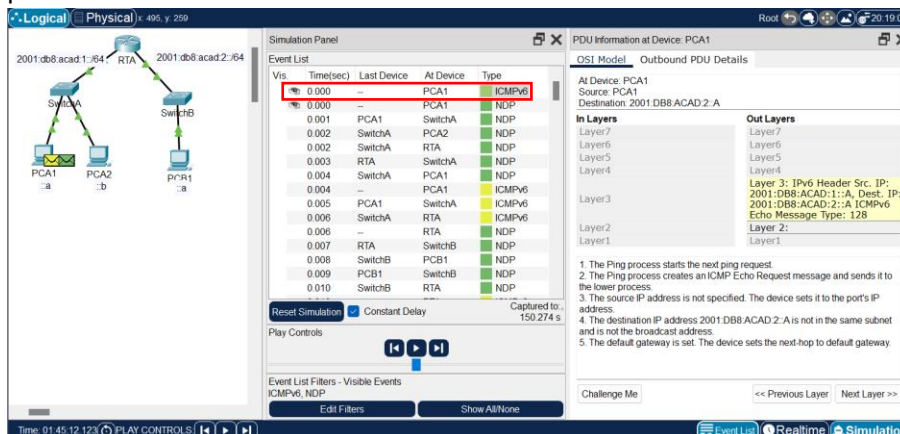 Logical Physical x: 495, y: 259 Root 20:19:0
2001:db8:acad:1::/64 RTA 2001:db8:acad:2::/64
SwitchA SwitchB
PCA1 PCA2 PCB1
::a ::b ::a
Simulation Panel
Event List
Vis. Time(sec) Last Device At Device Type
0.000 -- PCA1 ICMPv6
0.000 -- PCA1 NDP
0.001 PCA1 SwitchA NDP
0.002 SwitchA PCA2 NDP
0.002 SwitchA RTA NDP
0.003 RTA SwitchA NDP
0.004 SwitchA PCA1 NDP
0.004 -- PCA1 ICMPv6
0.005 PCA1 SwitchA ICMPv6
0.006 SwitchA RTA ICMPv6
0.006 -- RTA NDP
0.007 RTA SwitchB NDP
0.008 SwitchB PCB1 NDP
0.009 PCB1 SwitchB NDP
0.010 SwitchB RTA NDP
Reset Simulation Constant Delay Captured to:
150.274 s
Play Controls
Event List Filters - Visible Events
ICMPv6, NDP
Edit Filters Show All/None
PDU Information at Device: PCA1
OSI Model Outbound PDU Details
At Device: PCA1
Source: PCA1
Destination: 2001:DB8:ACAD:2::A
In Layers Out Layers
Layer7 Layer7
Layer6 Layer6
Layer5 Layer5
Layer4 Layer4
Layer3 Layer 3: IPv6 Header Src. IP:
2001:DB8:ACAD:1::A, Dest. IP:
2001:DB8:ACAD:2::A ICMPv6
Echo Message Type: 128
Layer2 Layer 2:
Layer1 Layer1
1. The Ping process starts the next ping request.
2. The Ping process creates an ICMP Echo Request message and sends it to
the lower process.
3. The source IP address is not specified. The device sets it to the port's IP
address.
4. The destination IP address 2001:DB8:ACAD:2::A is not in the same subnet
and is not the broadcast address.
5. The default gateway is set. The device sets the next-hop to default gateway.
Challenge Me << Previous Layer Next Layer >>
Time: 01:45:12.123 PLAY CONTROLS: Event List Realtime Simulation